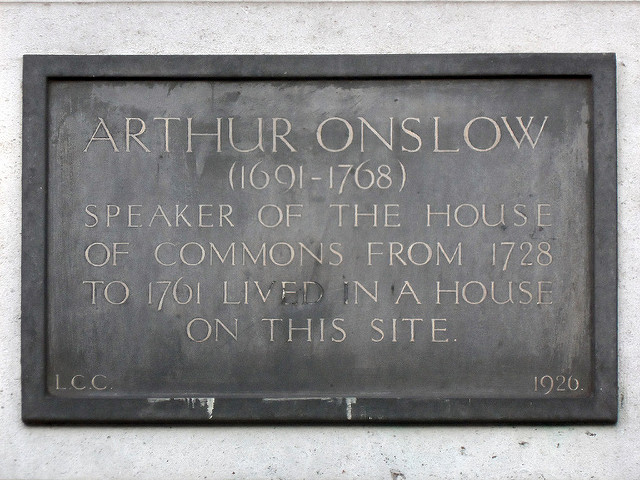 ARTHUR ONSLOW
(1691-1768)
SPEAKER OF THE HOUSE
OF COMMONS FROM 1728
TO 1761 LIVED IN A HOUSE
ON THIS SITE.
L.C.C. 1926.